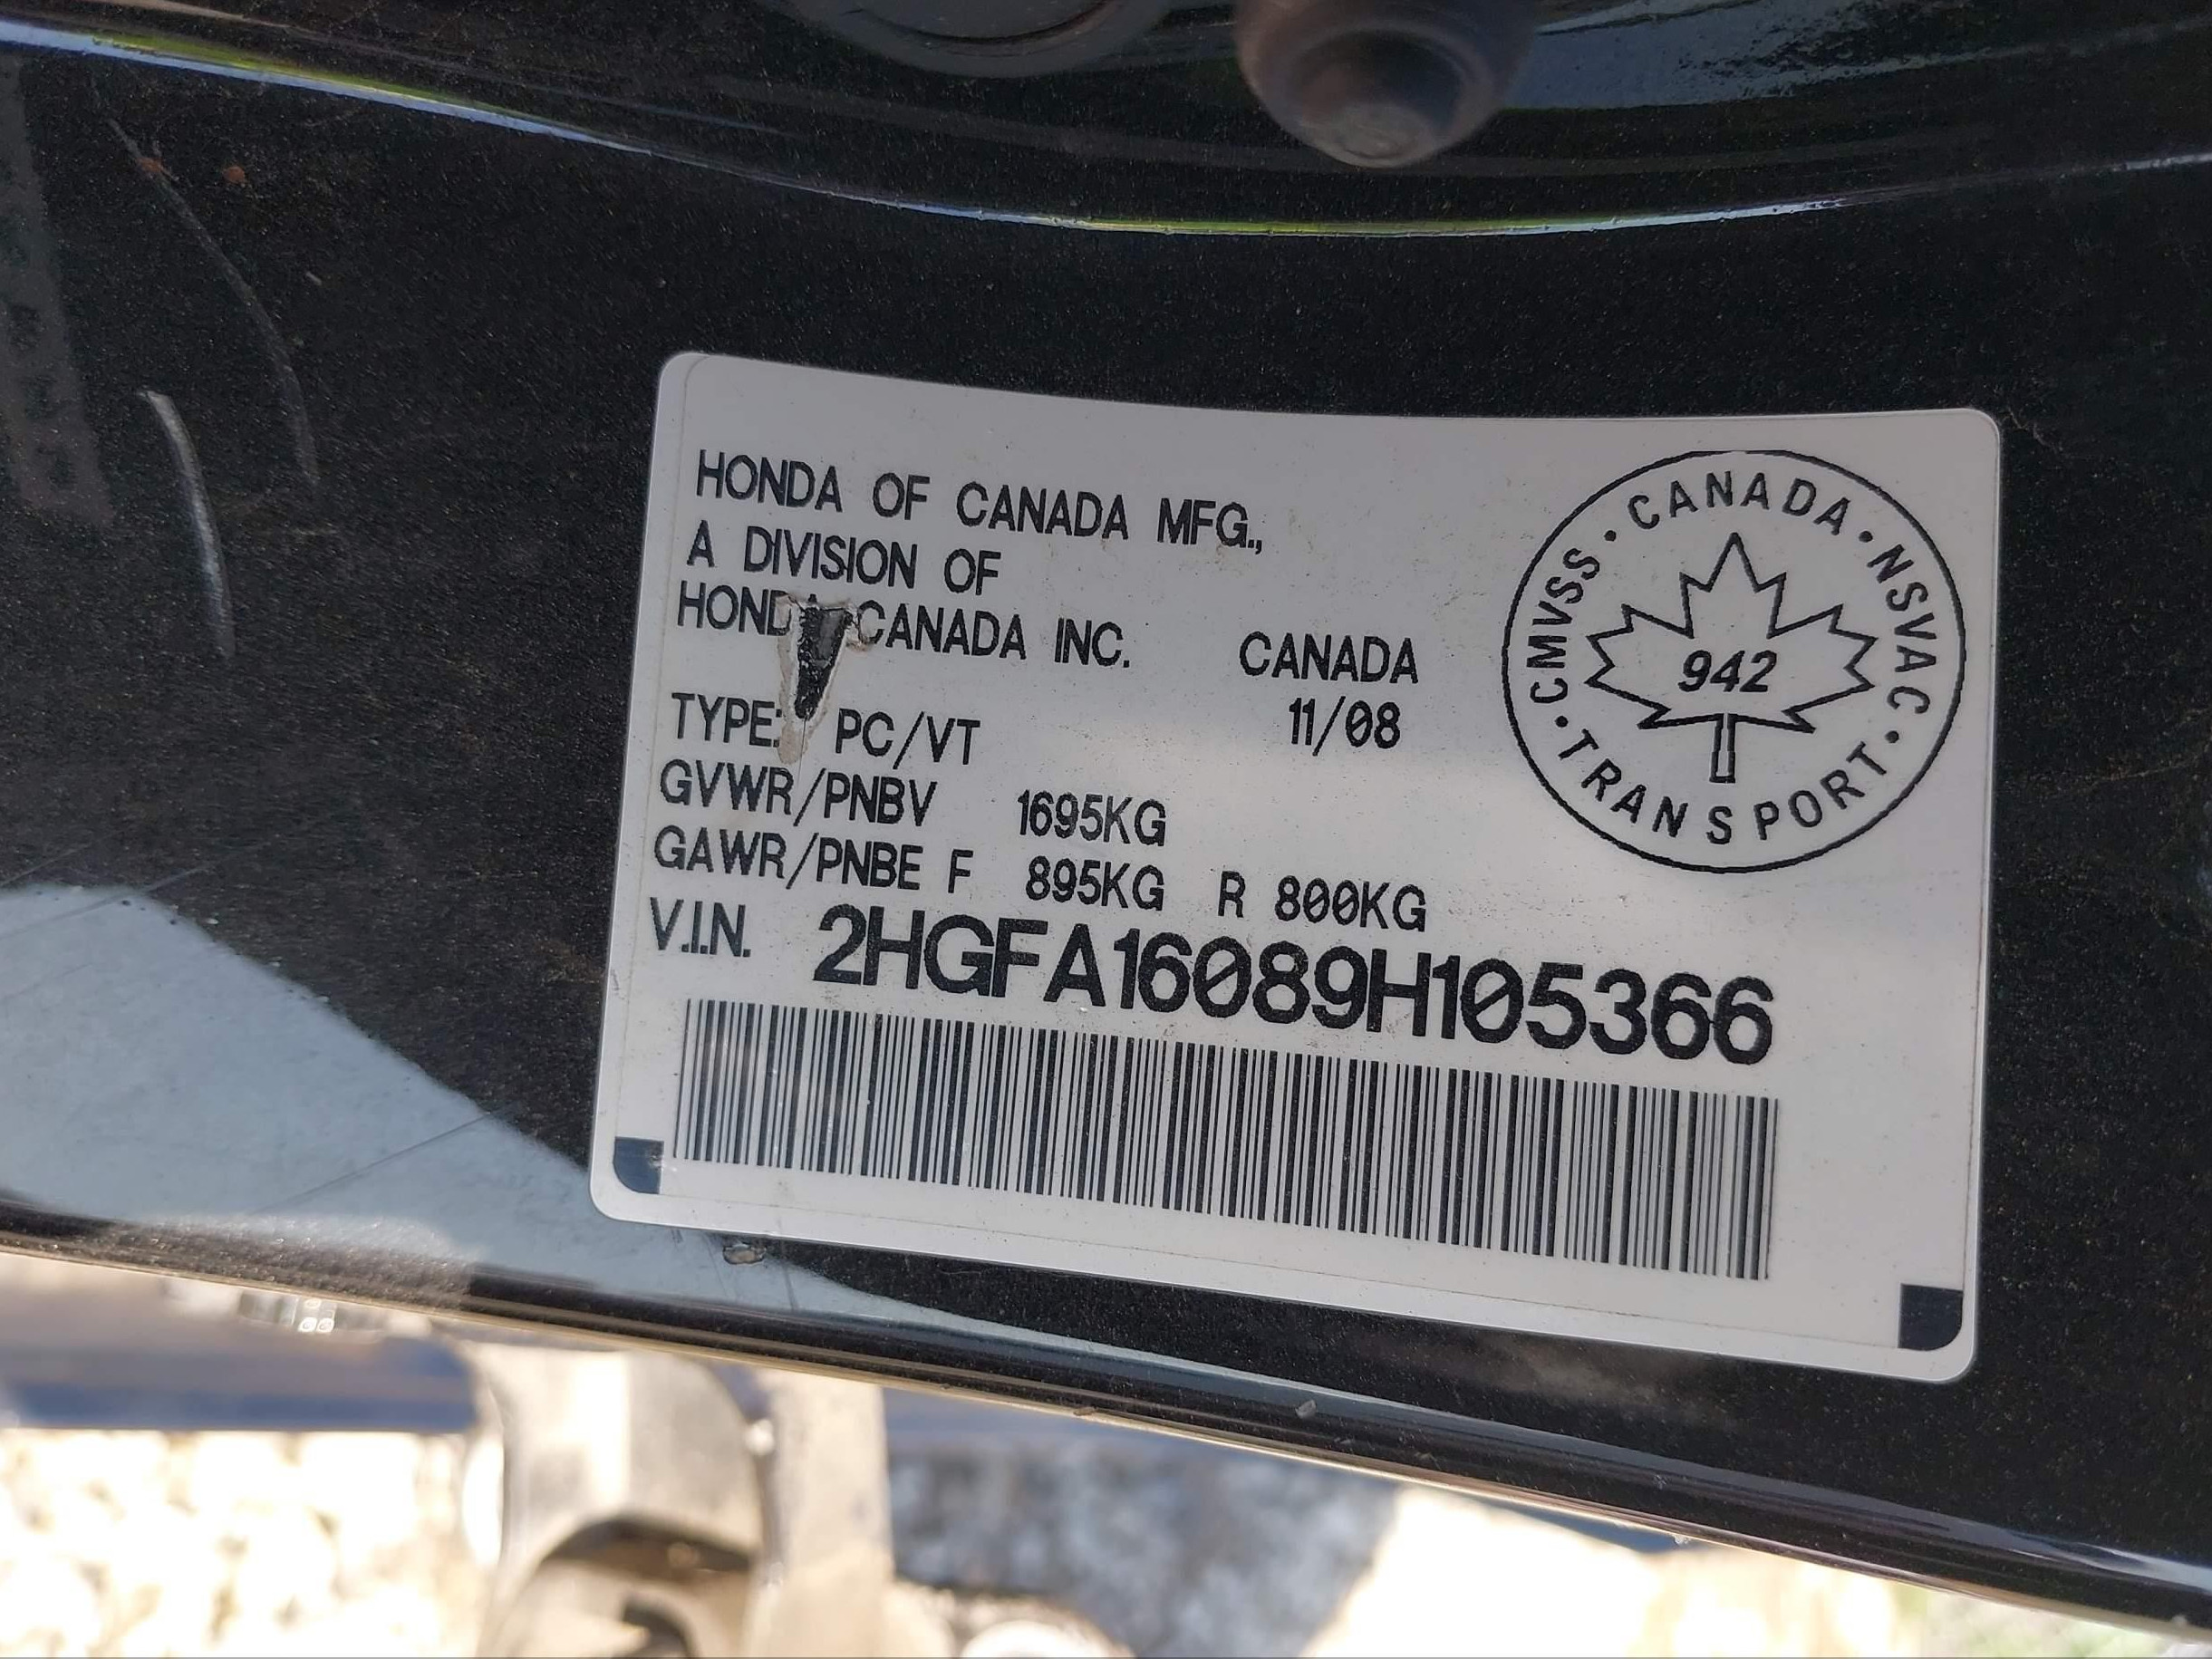 HONDA OF CANADA MFG.,
A DIVISION OF
HONDA CANADA INC. CANADA
TYPE: PC/VT 11/08
GVWR/PNBV 1695KG
GAWR/PNBE F 895KG R 800KG
V.I.N. 2HGFA16089H105366
CMVSS • CANADA • NSVAC • TRANSPORT •
942